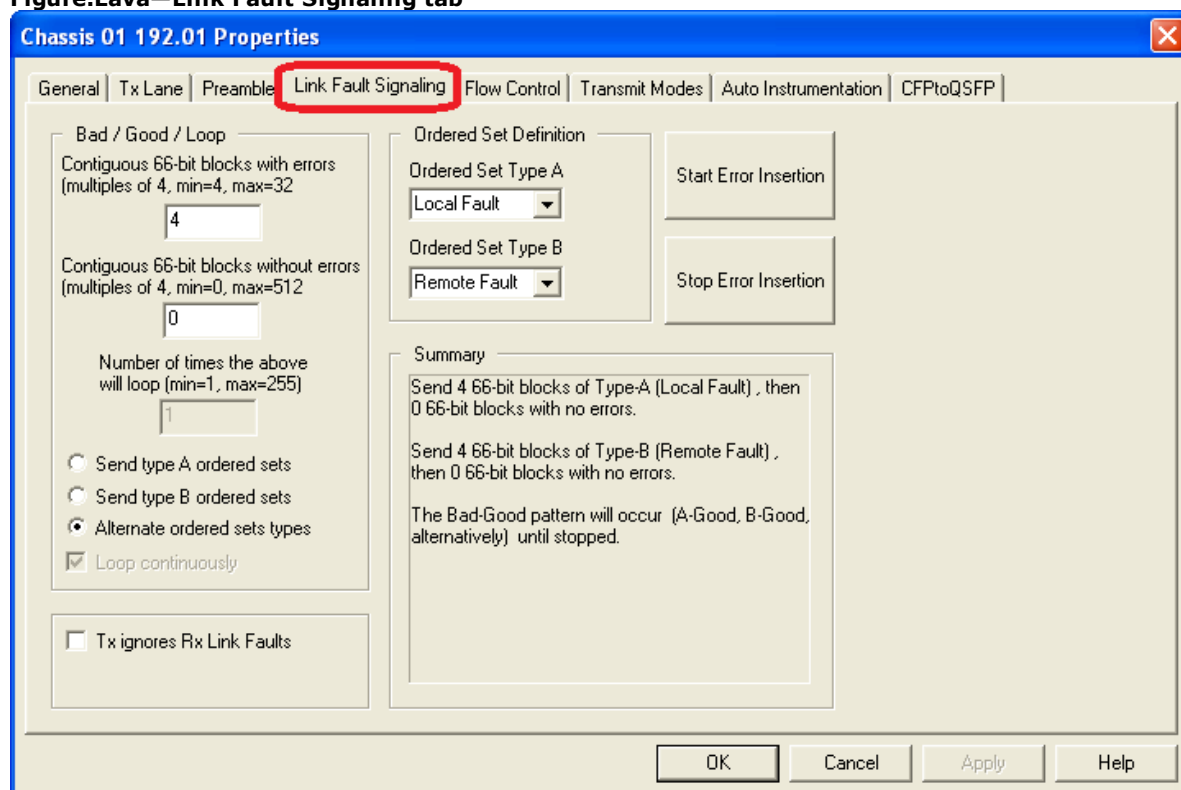 Figure:Lava—Link Fault Signaling tab
Chassis 01 192.01 Properties
General
Tx Lane
Preamble
Link Fault Signaling
Flow Control
Transmit Modes
Auto Instrumentation
CFPtoQSFP
Bad / Good / Loop
Contiguous 66-bit blocks with errors
(multiples of 4, min=4, max=32
4
Contiguous 66-bit blocks without errors
(multiples of 4, min=0, max=512
0
Number of times the above
will loop (min=1, max=255)
1
Send type A ordered sets
Send type B ordered sets
Alternate ordered sets types
Loop continuously
Tx ignores Rx Link Faults
Ordered Set Definition
Ordered Set Type A
Local Fault
Ordered Set Type B
Remote Fault
Start Error Insertion
Stop Error Insertion
Summary
Send 4 66-bit blocks of Type-A (Local Fault) , then
0 66-bit blocks with no errors.
Send 4 66-bit blocks of Type-B (Remote Fault) ,
then 0 66-bit blocks with no errors.
The Bad-Good pattern will occur (A-Good, B-Good,
alternatively) until stopped.
OK
Cancel
Apply
Help